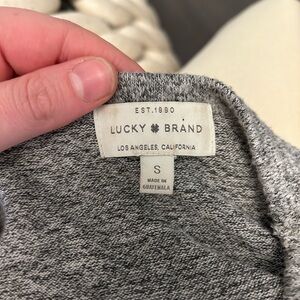 EST.1990
LUCKY BRAND
LOS ANGELES, CALIFORNIA
S
MADE IN
GUATEMALA